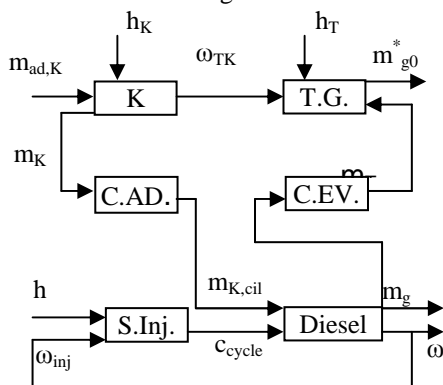 h_K
h_T
m_ad,K
ω_TK
m*_g0
K
T.G.
m_K
C.AD.
C.EV.
h
m_K,cil
m_g
S.Inj.
Diesel
ω_inj
c_cycle
ω